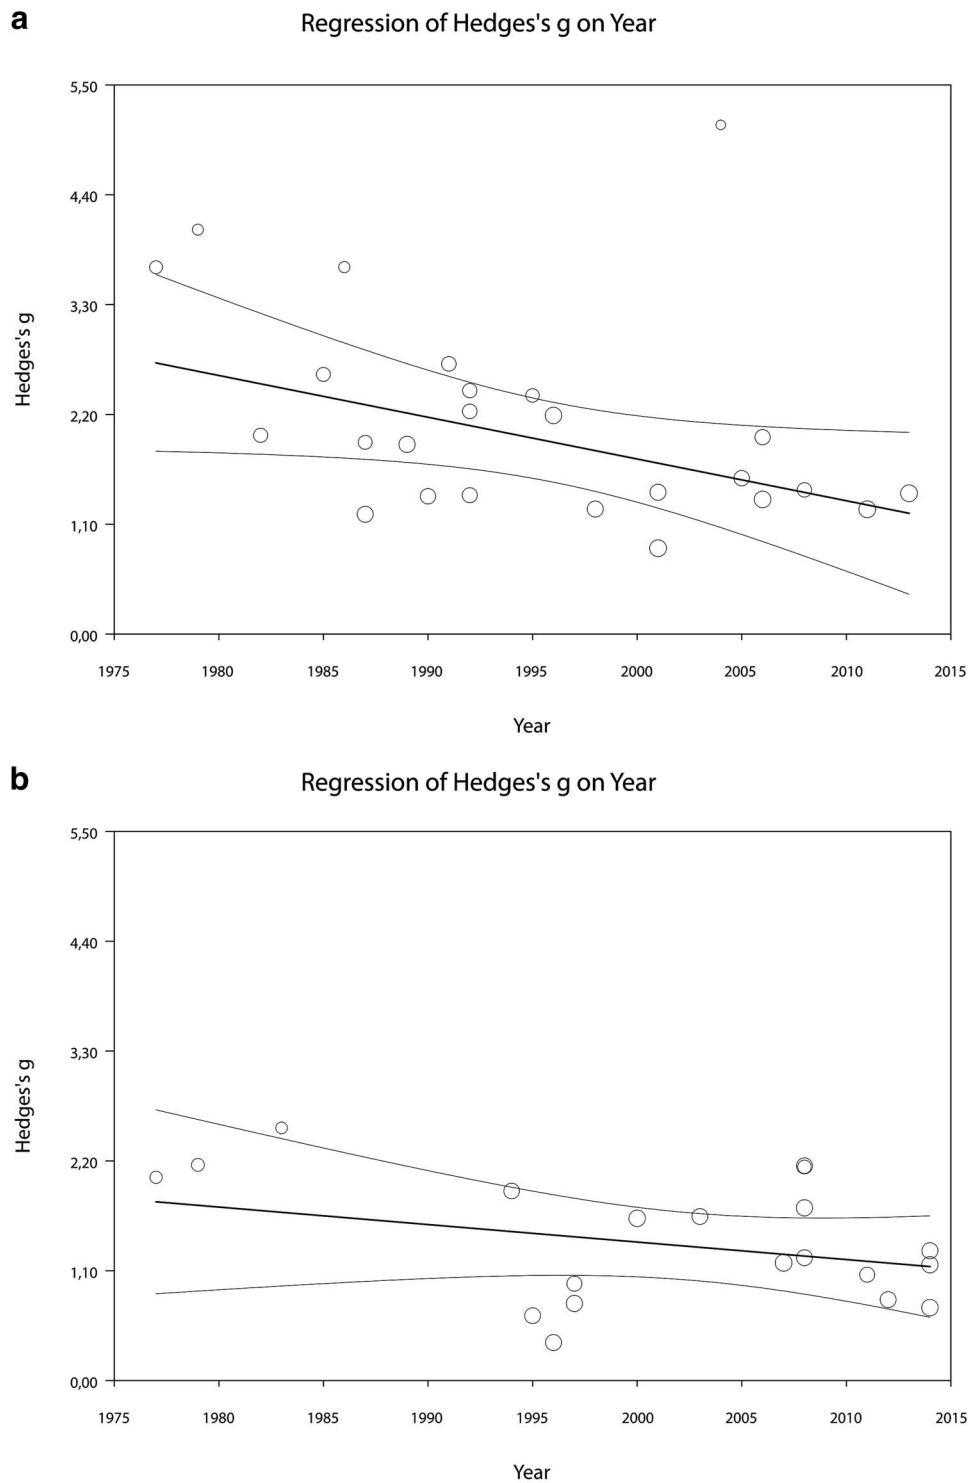 a
Regression of Hedges's g on Year
5,50
4,40
3,30
2,20
1,10
0,00
Hedges's g
1975 1980 1985 1990 1995 2000 2005 2010 2015
Year
b
Regression of Hedges's g on Year
5,50
4,40
3,30
2,20
1,10
0,00
Hedges's g
1975 1980 1985 1990 1995 2000 2005 2010 2015
Year